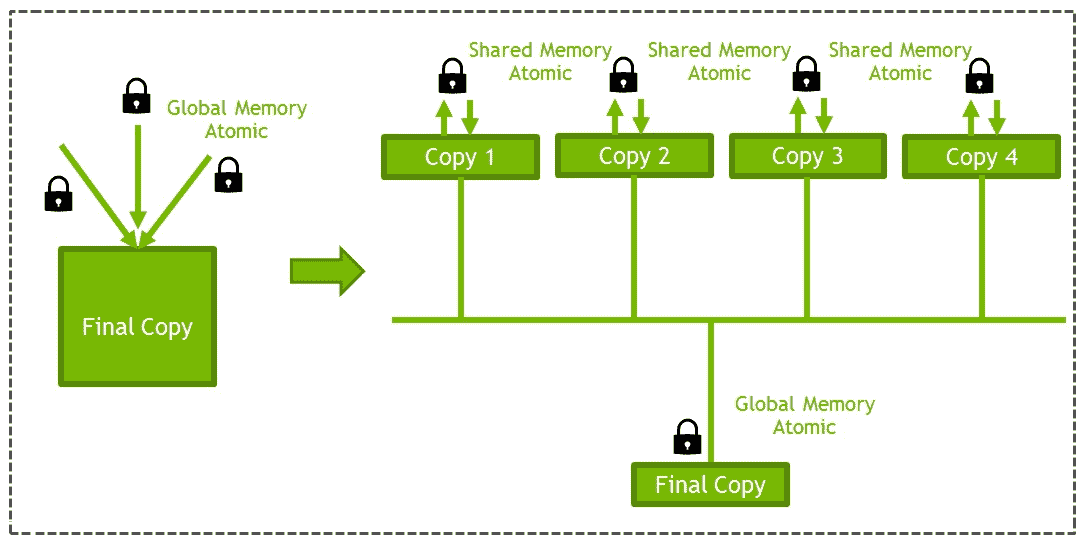 Global Memory
Atomic
Final Copy
Shared Memory
Atomic
Shared Memory
Atomic
Shared Memory
Atomic
Copy 1
Copy 2
Copy 3
Copy 4
Global Memory
Atomic
Final Copy